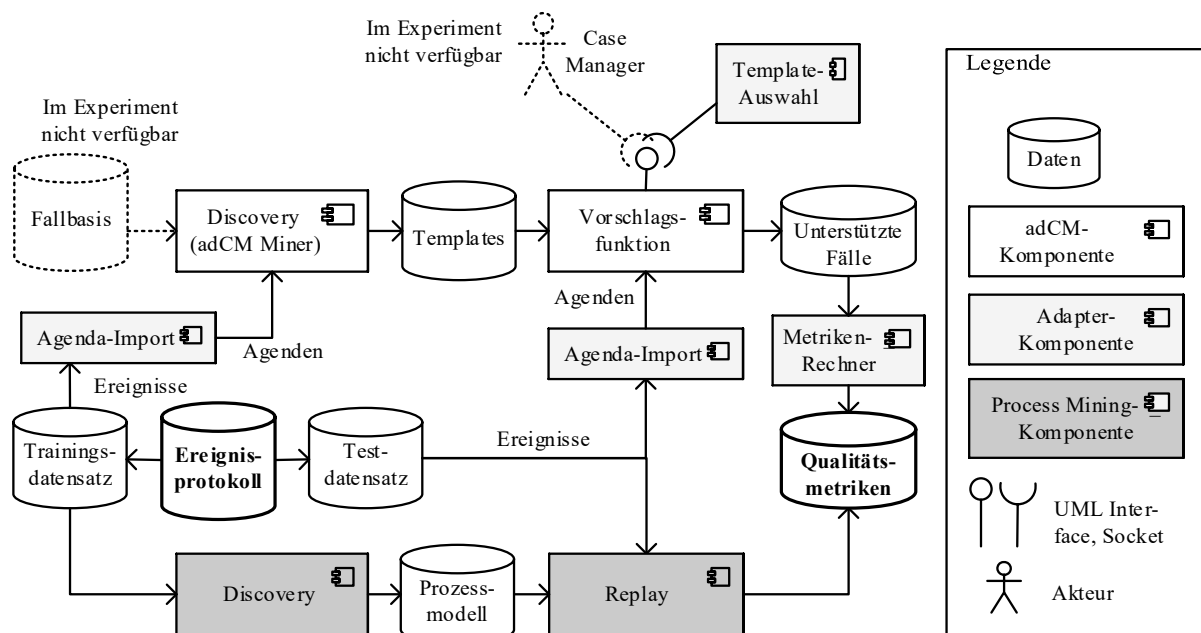 Im Experiment
nicht verfügbar
Case
Manager
Template-
Auswahl
Im Experiment
nicht verfügbar
Fallbasis
Discovery
(adCM Miner)
Templates
Vorschlags-
funktion
Unterstützte
Fälle
Agenda-Import
Agenden
Agenden
Agenda-Import
Metriken-
Rechner
Ereignisse
Trainings-
datensatz
Ereignis-
protokoll
Test-
datensatz
Ereignisse
Qualitäts-
metriken
Discovery
Prozess-
modell
Replay
Legende
Daten
adCM-
Komponente
Adapter-
Komponente
Process Mining-
Komponente
UML Inter-
face, Socket
Akteur